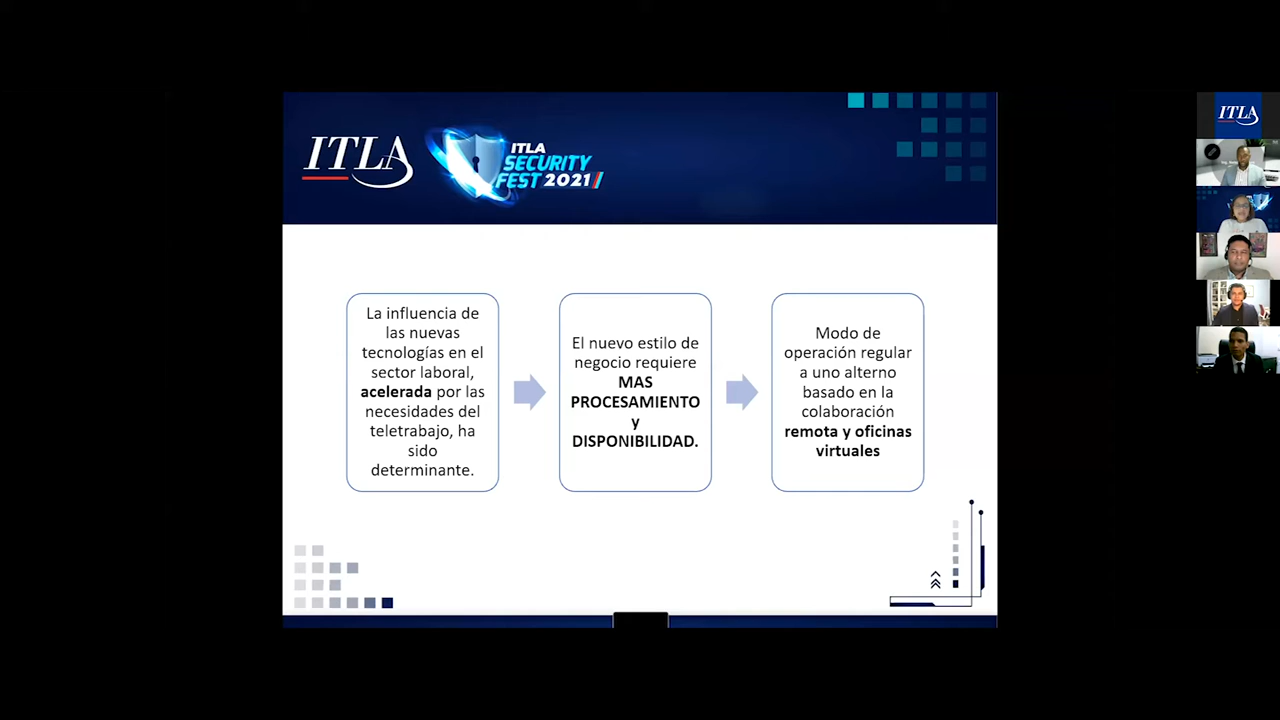 ITLA
ITLA
SECURITY
FEST 2021
La influencia de
las nuevas
tecnologías en el
sector laboral,
acelerada por las
necesidades del
teletrabajo, ha
sido
determinante.
El nuevo estilo de
negocio requiere
MAS
PROCESAMIENTO
y
DISPONIBILIDAD.
Modo de
operación regular
a uno alterno
basado en la
colaboración
remota y oficinas
virtuales
ITLA